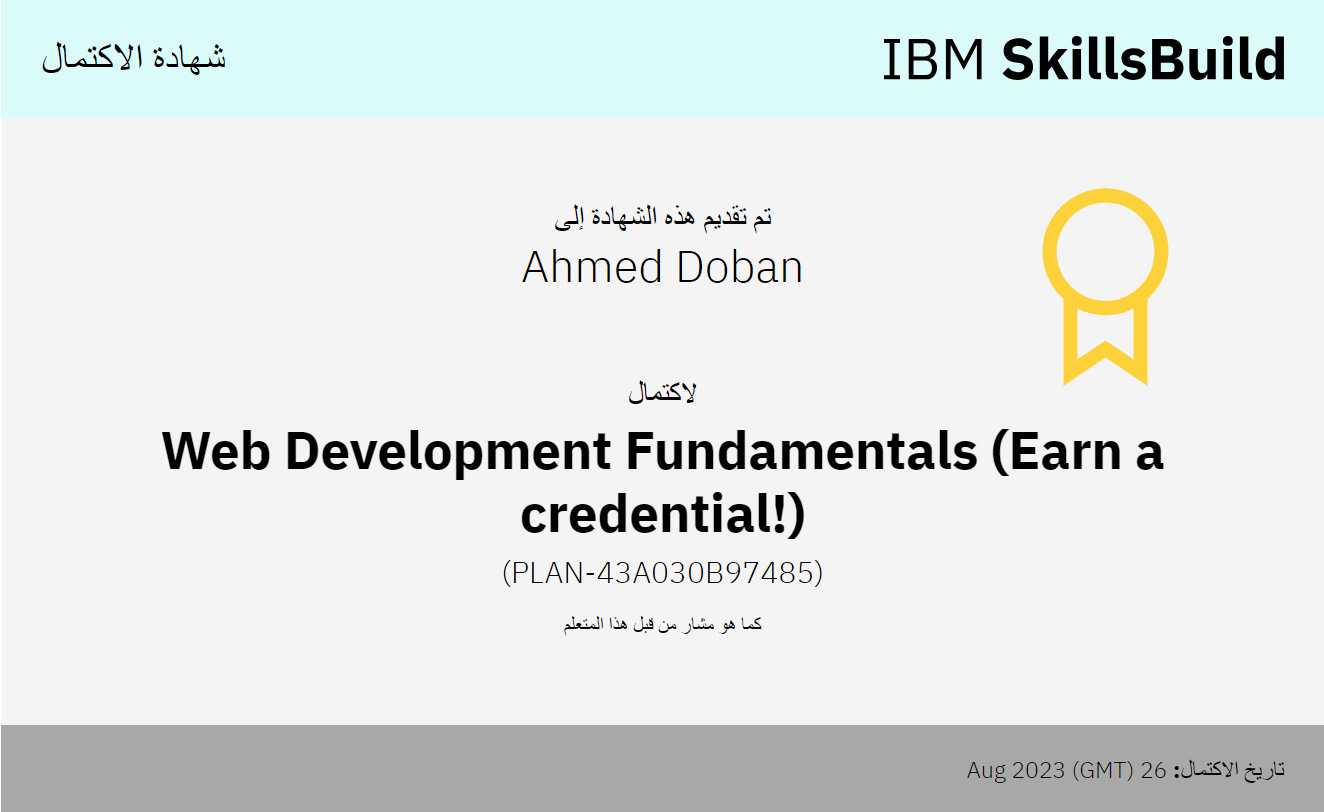 شهادة الاكتمال
IBM SkillsBuild
تم تقديم هذه الشهادة إلى
Ahmed Doban
لاكتمال
Web Development Fundamentals (Earn a
credential!)
(PLAN-43A030B97485)
كما هو مشار من قبل هذا المتعلم
تاريخ الاكتمال: 26 Aug 2023 (GMT)